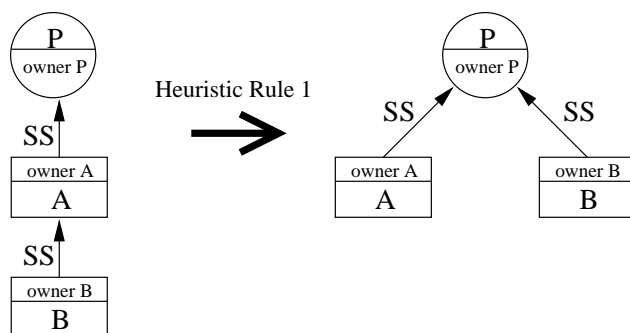 P
owner P
SS
owner A
A
SS
owner B
B
Heuristic Rule 1
P
owner P
SS
SS
owner A
A
owner B
B